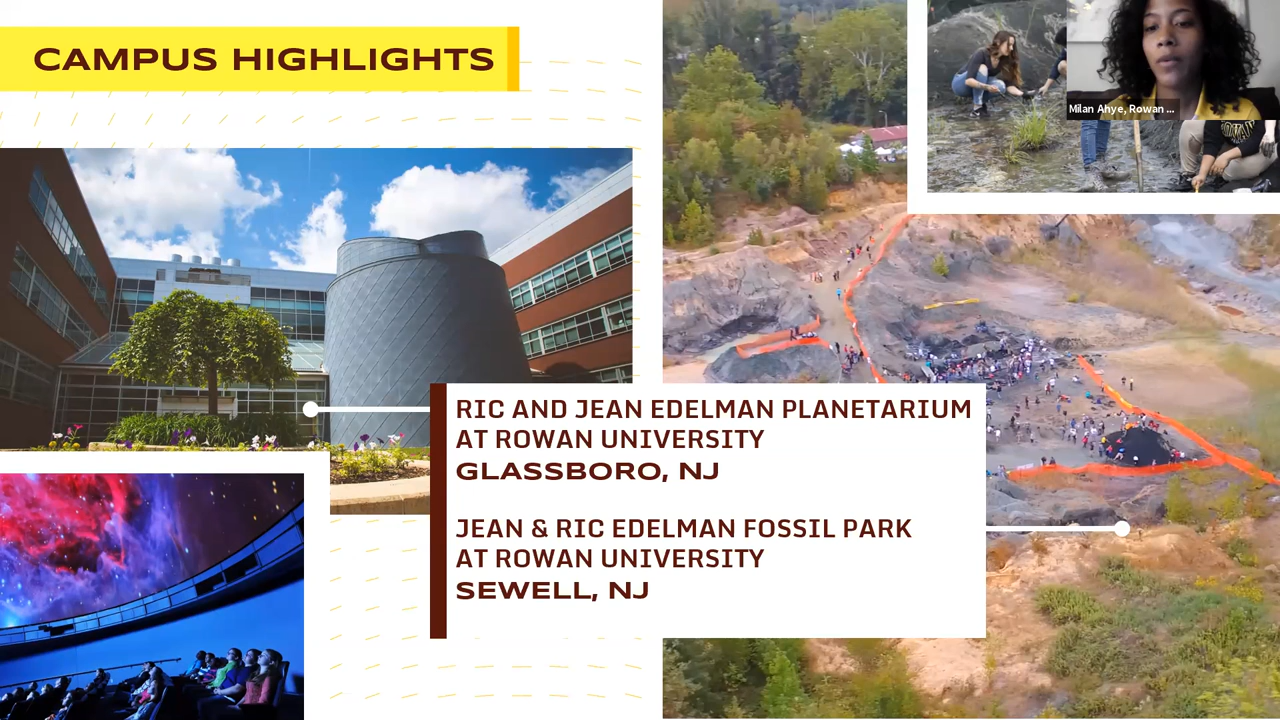 CAMPUS HIGHLIGHTS
Milan Ahye, Rowan ...
RIC AND JEAN EDELMAN PLANETARIUM
AT ROWAN UNIVERSITY
GLASSBORO, NJ
JEAN & RIC EDELMAN FOSSIL PARK
AT ROWAN UNIVERSITY
SEWELL, NJ